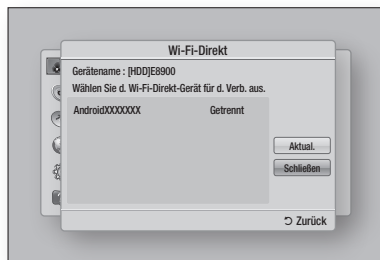 Wi-Fi-Direkt
Gerätename : [HDD]E8900
Wählen Sie d. Wi-Fi-Direkt-Gerät für d. Verb. aus.
AndroidXXXXXXX Getrennt
Aktual.
Schließen
Zurück